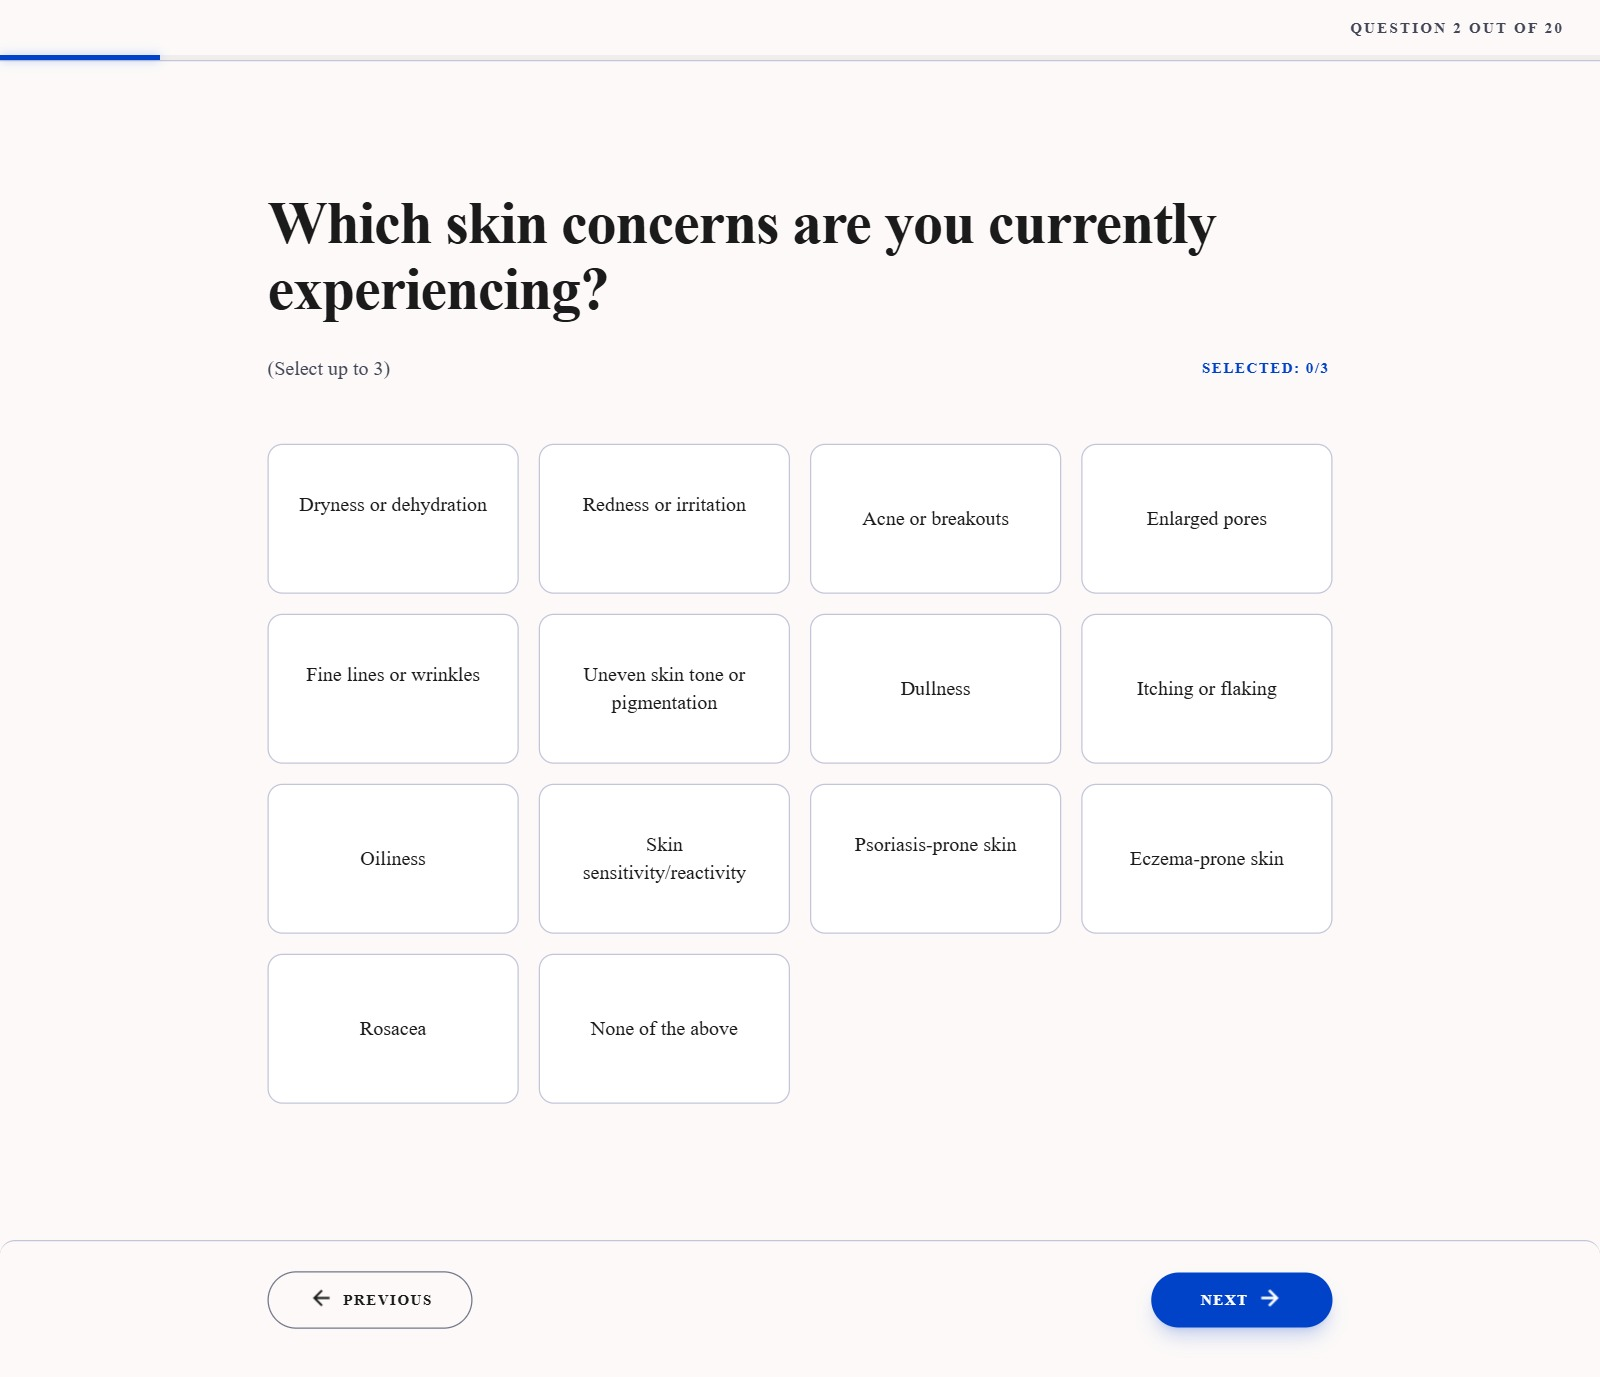 QUESTION 2 OUT OF 20
Which skin concerns are you currently
experiencing?
(Select up to 3)
SELECTED: 0/3
Dryness or dehydration
Redness or irritation
Acne or breakouts
Enlarged pores
Fine lines or wrinkles
Uneven skin tone or
pigmentation
Dullness
Itching or flaking
Oiliness
Skin
sensitivity/reactivity
Psoriasis-prone skin
Eczema-prone skin
Rosacea
None of the above
PREVIOUS
NEXT